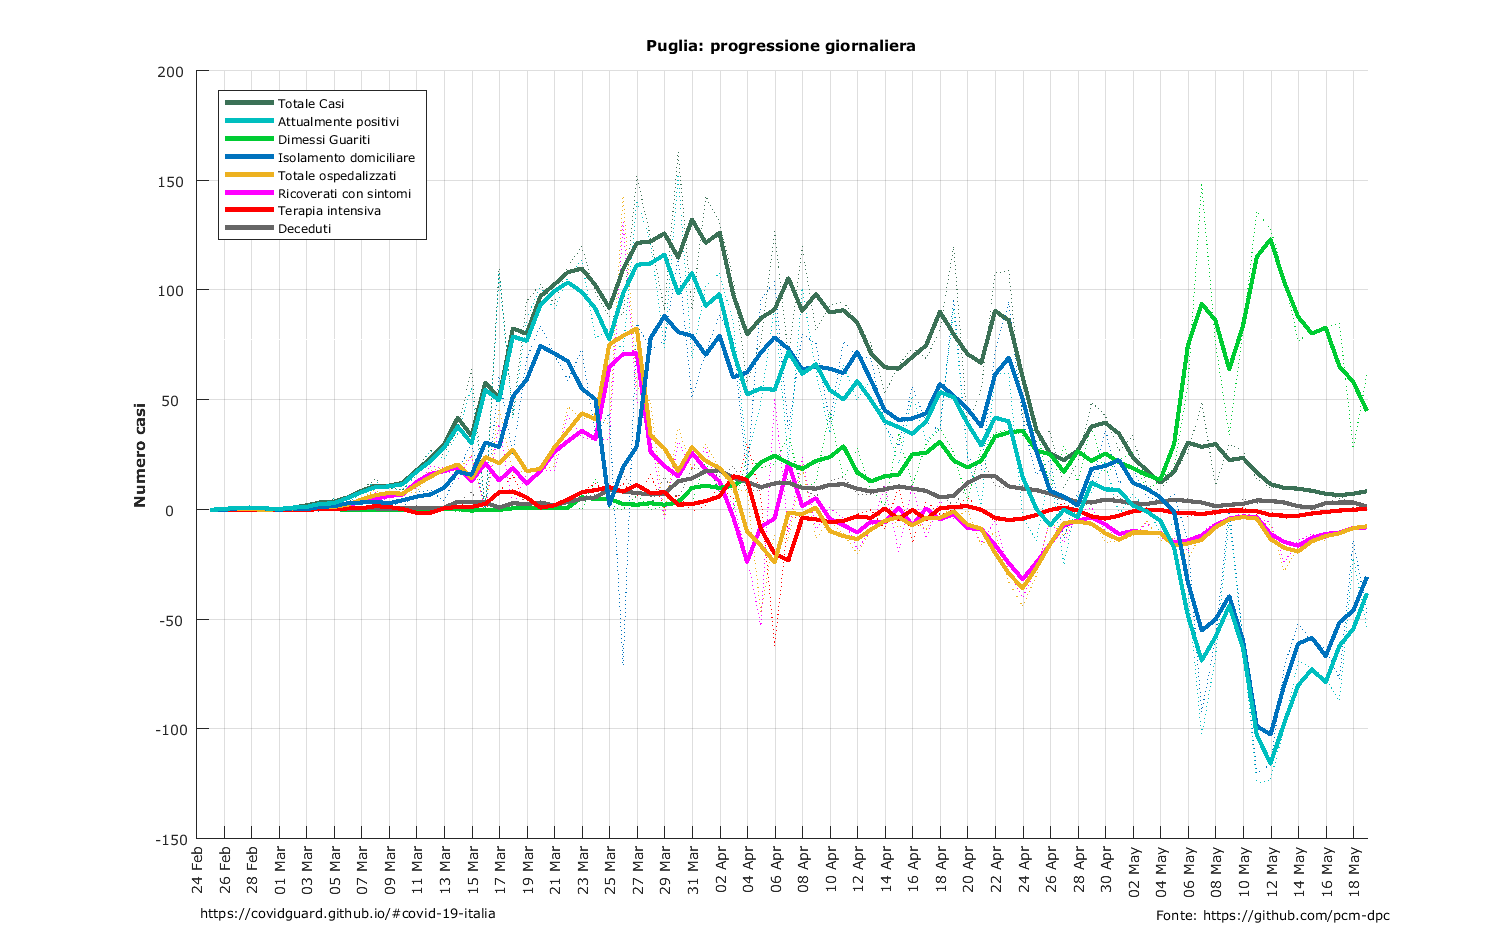 Puglia: progressione giornaliera
200
150
100
50
0
-50
-100
-150
Numero casi
Totale Casi
Attualmente positivi
Dimessi Guariti
Isolamento domiciliare
Totale ospedalizzati
Ricoverati con sintomi
Terapia intensiva
Deceduti
24 Feb
26 Feb
28 Feb
01 Mar
03 Mar
05 Mar
07 Mar
09 Mar
11 Mar
13 Mar
15 Mar
17 Mar
19 Mar
21 Mar
23 Mar
25 Mar
27 Mar
29 Mar
31 Mar
02 Apr
04 Apr
06 Apr
08 Apr
10 Apr
12 Apr
14 Apr
16 Apr
18 Apr
20 Apr
22 Apr
24 Apr
26 Apr
28 Apr
30 Apr
02 May
04 May
06 May
08 May
10 May
12 May
14 May
16 May
18 May
https://covidguard.github.io/#covid-19-italia
Fonte: https://github.com/pcm-dpc